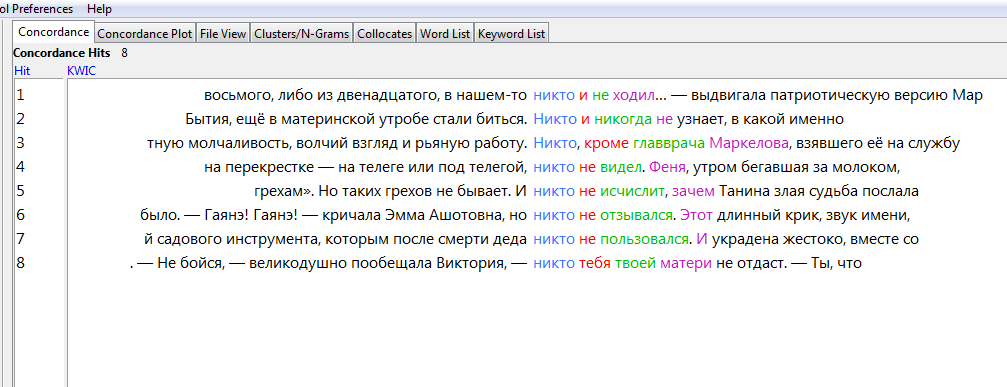 ol Preferences Help
Concordance Concordance Plot File View Clusters/N-Grams Collocates Word List Keyword List
Concordance Hits 8
Hit KWIC
1 восьмого, либо из двенадцатого, в нашем-то никто и не ходил... — выдвигала патриотическую версию Мар
2 Бытия, ещё в материнской утробе стали биться. Никто и никогда не узнает, в какой именно
3 тную молчаливость, волчий взгляд и рьяную работу. Никто, кроме главврача Маркелова, взявшего её на службу
4 на перекрестке — на телеге или под телегой, никто не видел. Феня, утром бегавшая за молоком,
5 грехам». Но таких грехов не бывает. И никто не исчислит, зачем Танина злая судьба послала
6 было. — Гаянэ! Гаянэ! — кричала Эмма Ашотовна, но никто не отзывался. Этот длинный крик, звук имени,
7 й садового инструмента, которым после смерти деда никто не пользовался. И украдена жестоко, вместо со
8 . — Не бойся, — великодушно пообещала Виктория, — никто тебя твоей матери не отдаст. — Ты, что